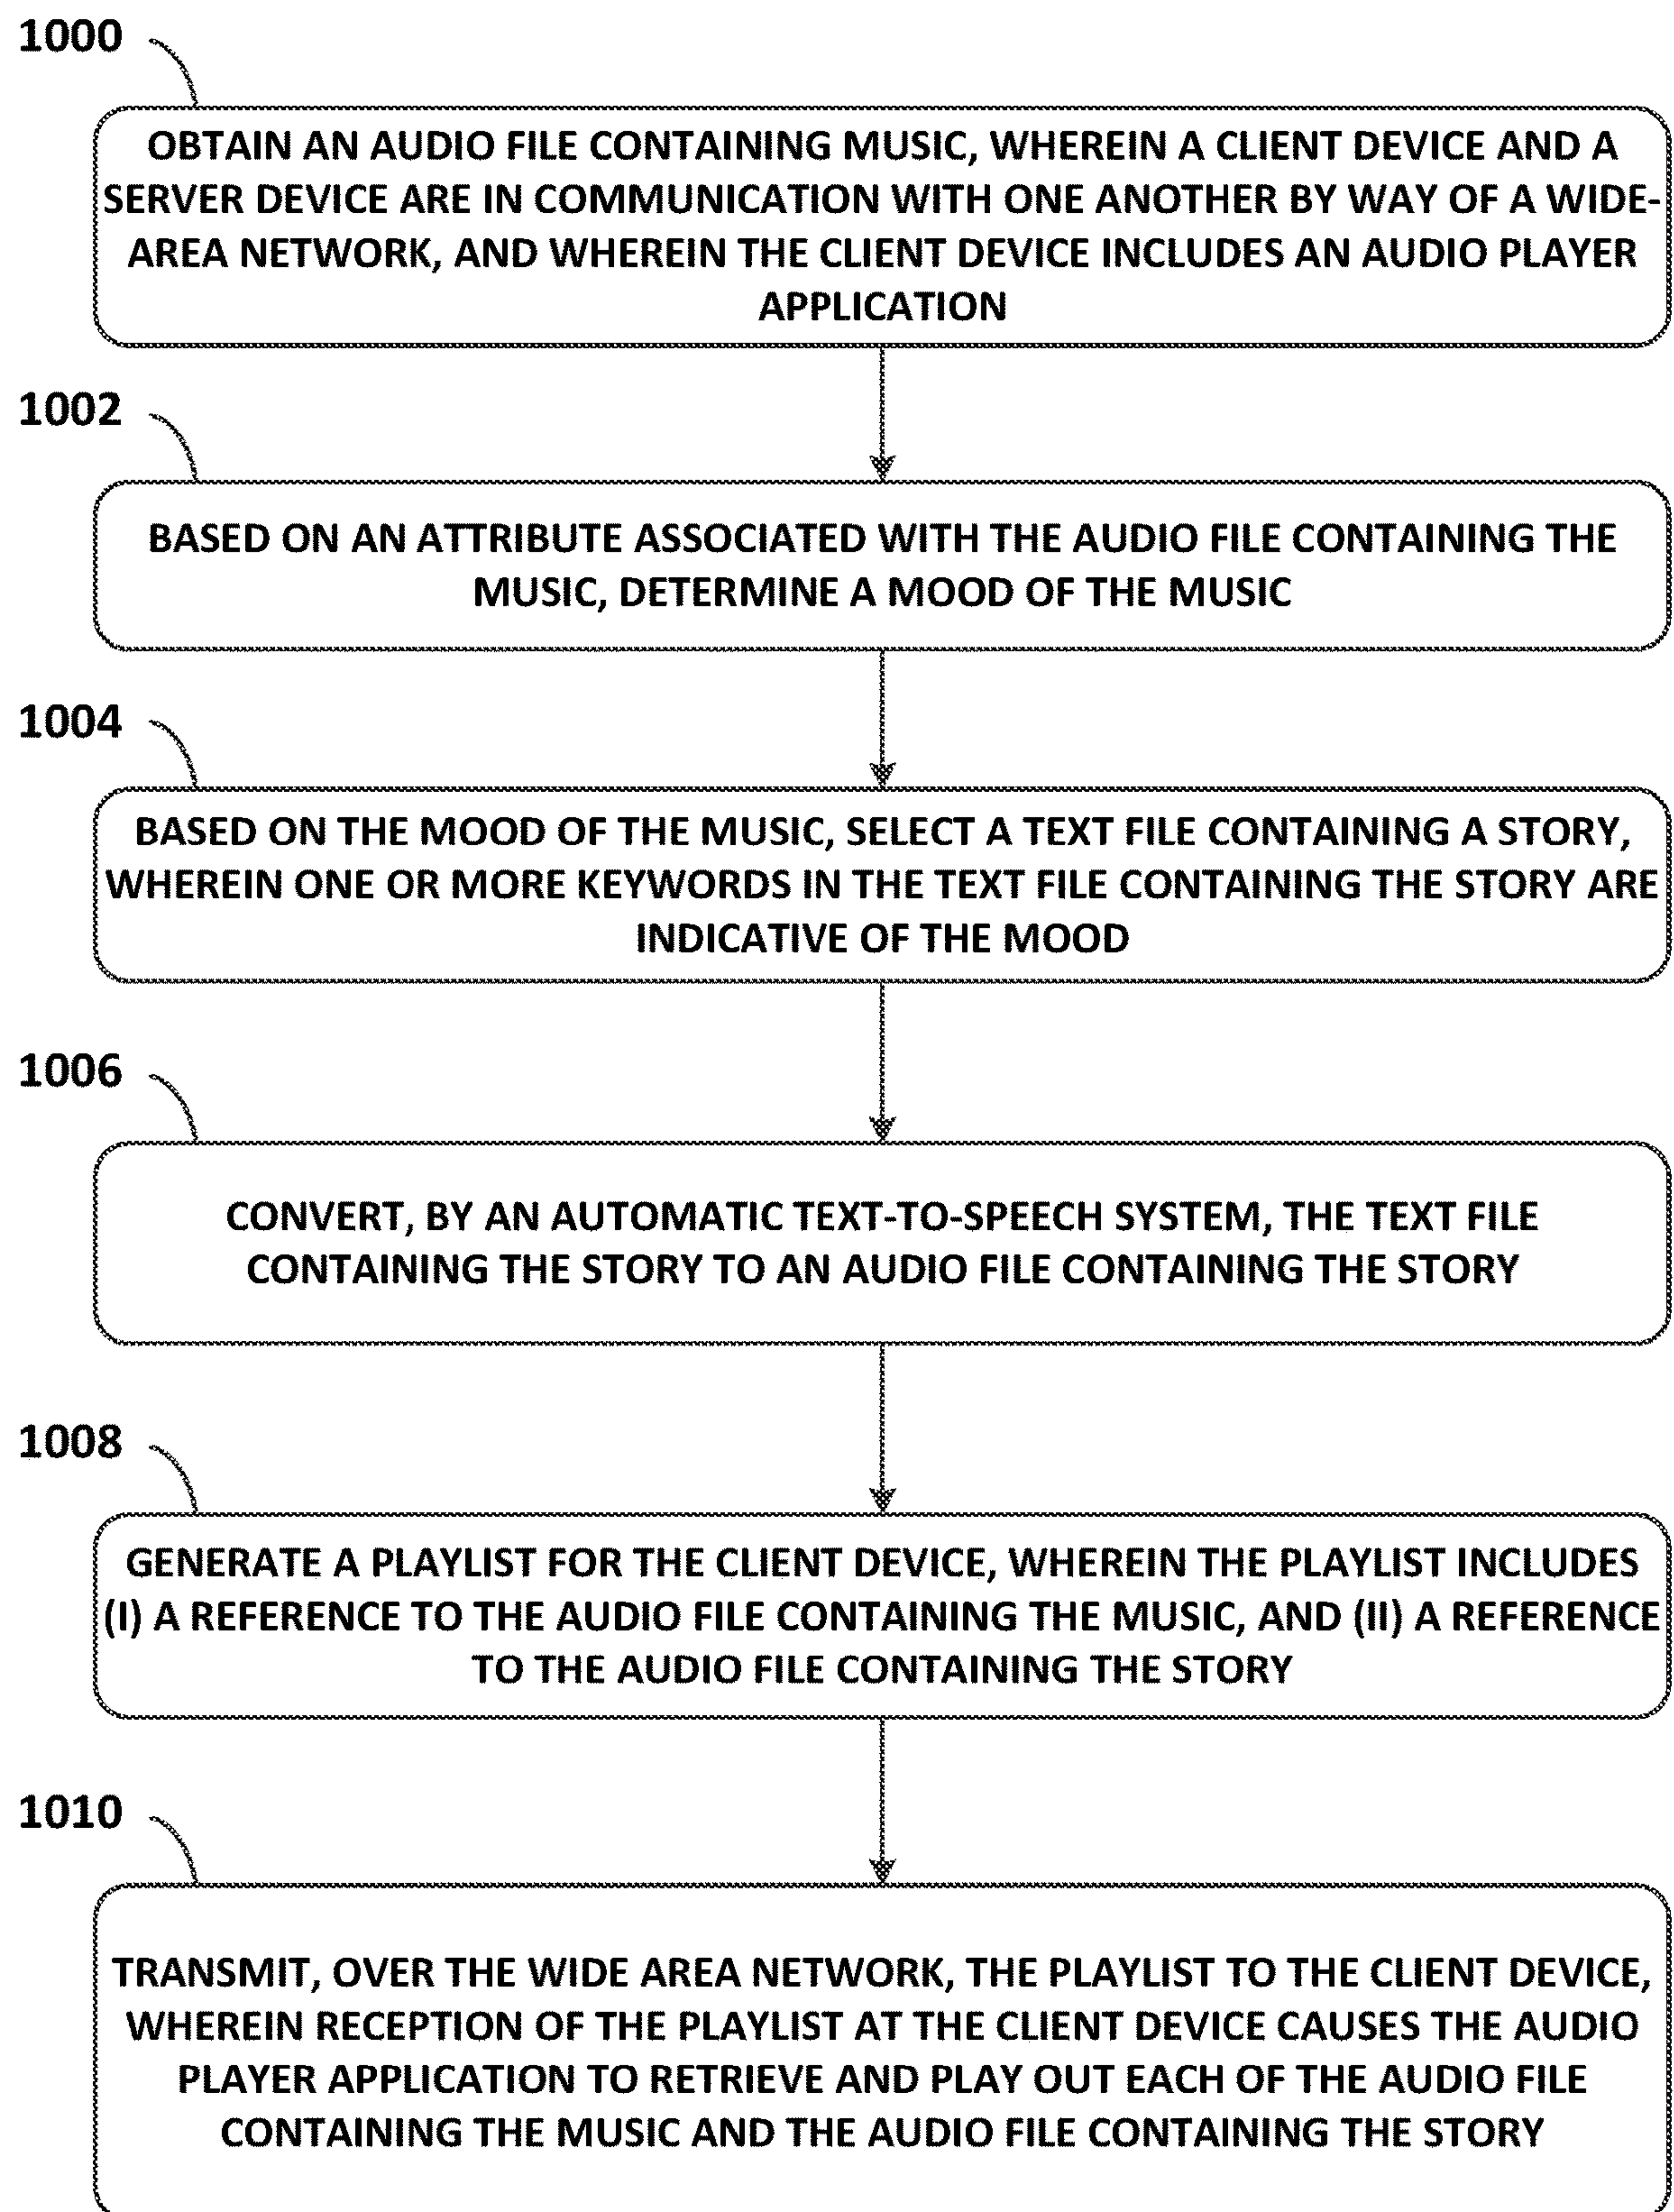 1000
OBTAIN AN AUDIO FILE CONTAINING MUSIC, WHEREIN A CLIENT DEVICE AND A
SERVER DEVICE ARE IN COMMUNICATION WITH ONE ANOTHER BY WAY OF A WIDE-
AREA NETWORK, AND WHEREIN THE CLIENT DEVICE INCLUDES AN AUDIO PLAYER
APPLICATION
1002
BASED ON AN ATTRIBUTE ASSOCIATED WITH THE AUDIO FILE CONTAINING THE
MUSIC, DETERMINE A MOOD OF THE MUSIC
1004
BASED ON THE MOOD OF THE MUSIC, SELECT A TEXT FILE CONTAINING A STORY,
WHEREIN ONE OR MORE KEYWORDS IN THE TEXT FILE CONTAINING THE STORY ARE
INDICATIVE OF THE MOOD
1006
CONVERT, BY AN AUTOMATIC TEXT-TO-SPEECH SYSTEM, THE TEXT FILE
CONTAINING THE STORY TO AN AUDIO FILE CONTAINING THE STORY
1008
GENERATE A PLAYLIST FOR THE CLIENT DEVICE, WHEREIN THE PLAYLIST INCLUDES
(I) A REFERENCE TO THE AUDIO FILE CONTAINING THE MUSIC, AND (II) A REFERENCE
TO THE AUDIO FILE CONTAINING THE STORY
1010
TRANSMIT, OVER THE WIDE AREA NETWORK, THE PLAYLIST TO THE CLIENT DEVICE,
WHEREIN RECEPTION OF THE PLAYLIST AT THE CLIENT DEVICE CAUSES THE AUDIO
PLAYER APPLICATION TO RETRIEVE AND PLAY OUT EACH OF THE AUDIO FILE
CONTAINING THE MUSIC AND THE AUDIO FILE CONTAINING THE STORY